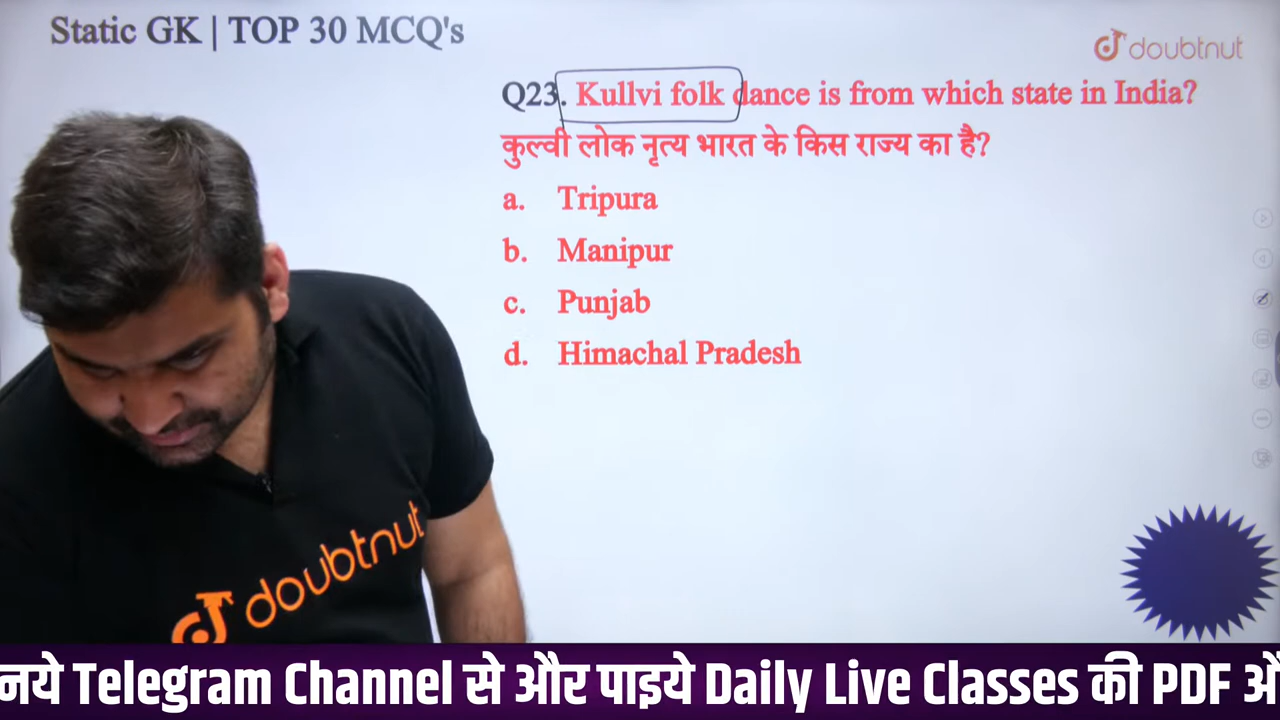 Static GK | TOP 30 MCQ's
doubtnut
Q23. Kullvi folk dance is from which state in India?
कुल्वी लोक नृत्य भारत के किस राज्य का है?
a. Tripura
b. Manipur
c. Punjab
d. Himachal Pradesh
doubtnut
नये Telegram Channel से और पाइये Daily Live Classes की PDF औ